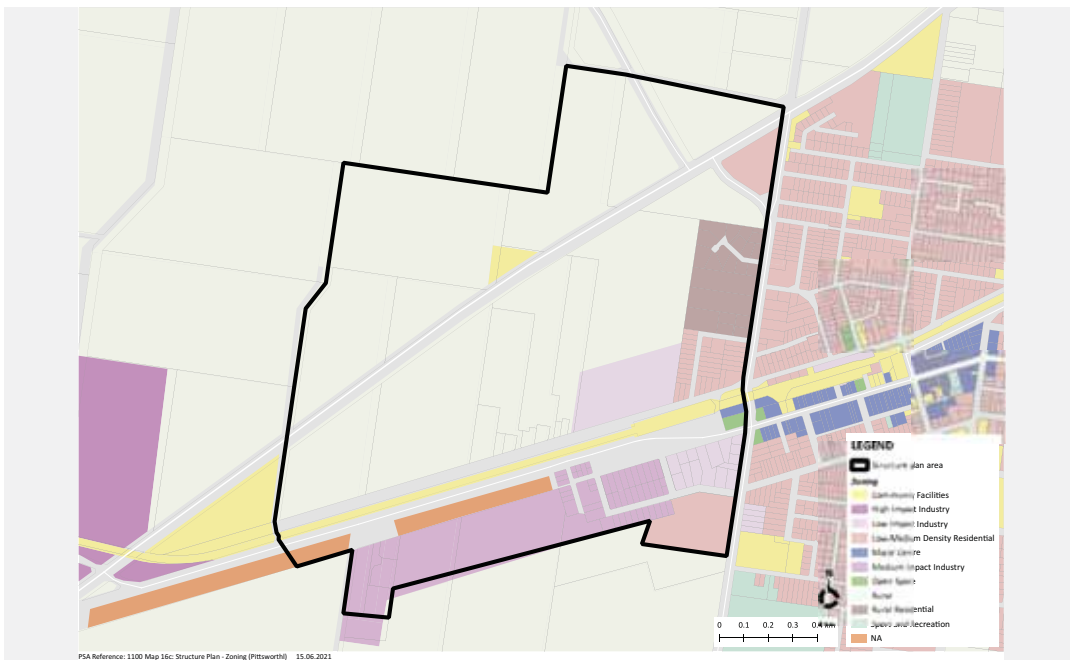 LEGEND
Structure plan area
Zoning
Community Facilities
High Impact Industry
Low Impact Industry
Low-Medium Density Residential
Major Centre
Medium Impact Industry
Open Space
Rural
Rural Residential
Sport and Recreation
NA
N
0 0.1 0.2 0.3 0.4 km
PSA Reference: 1100 Map 16c: Structure Plan - Zoning (Pittsworthl) 15.06.2021